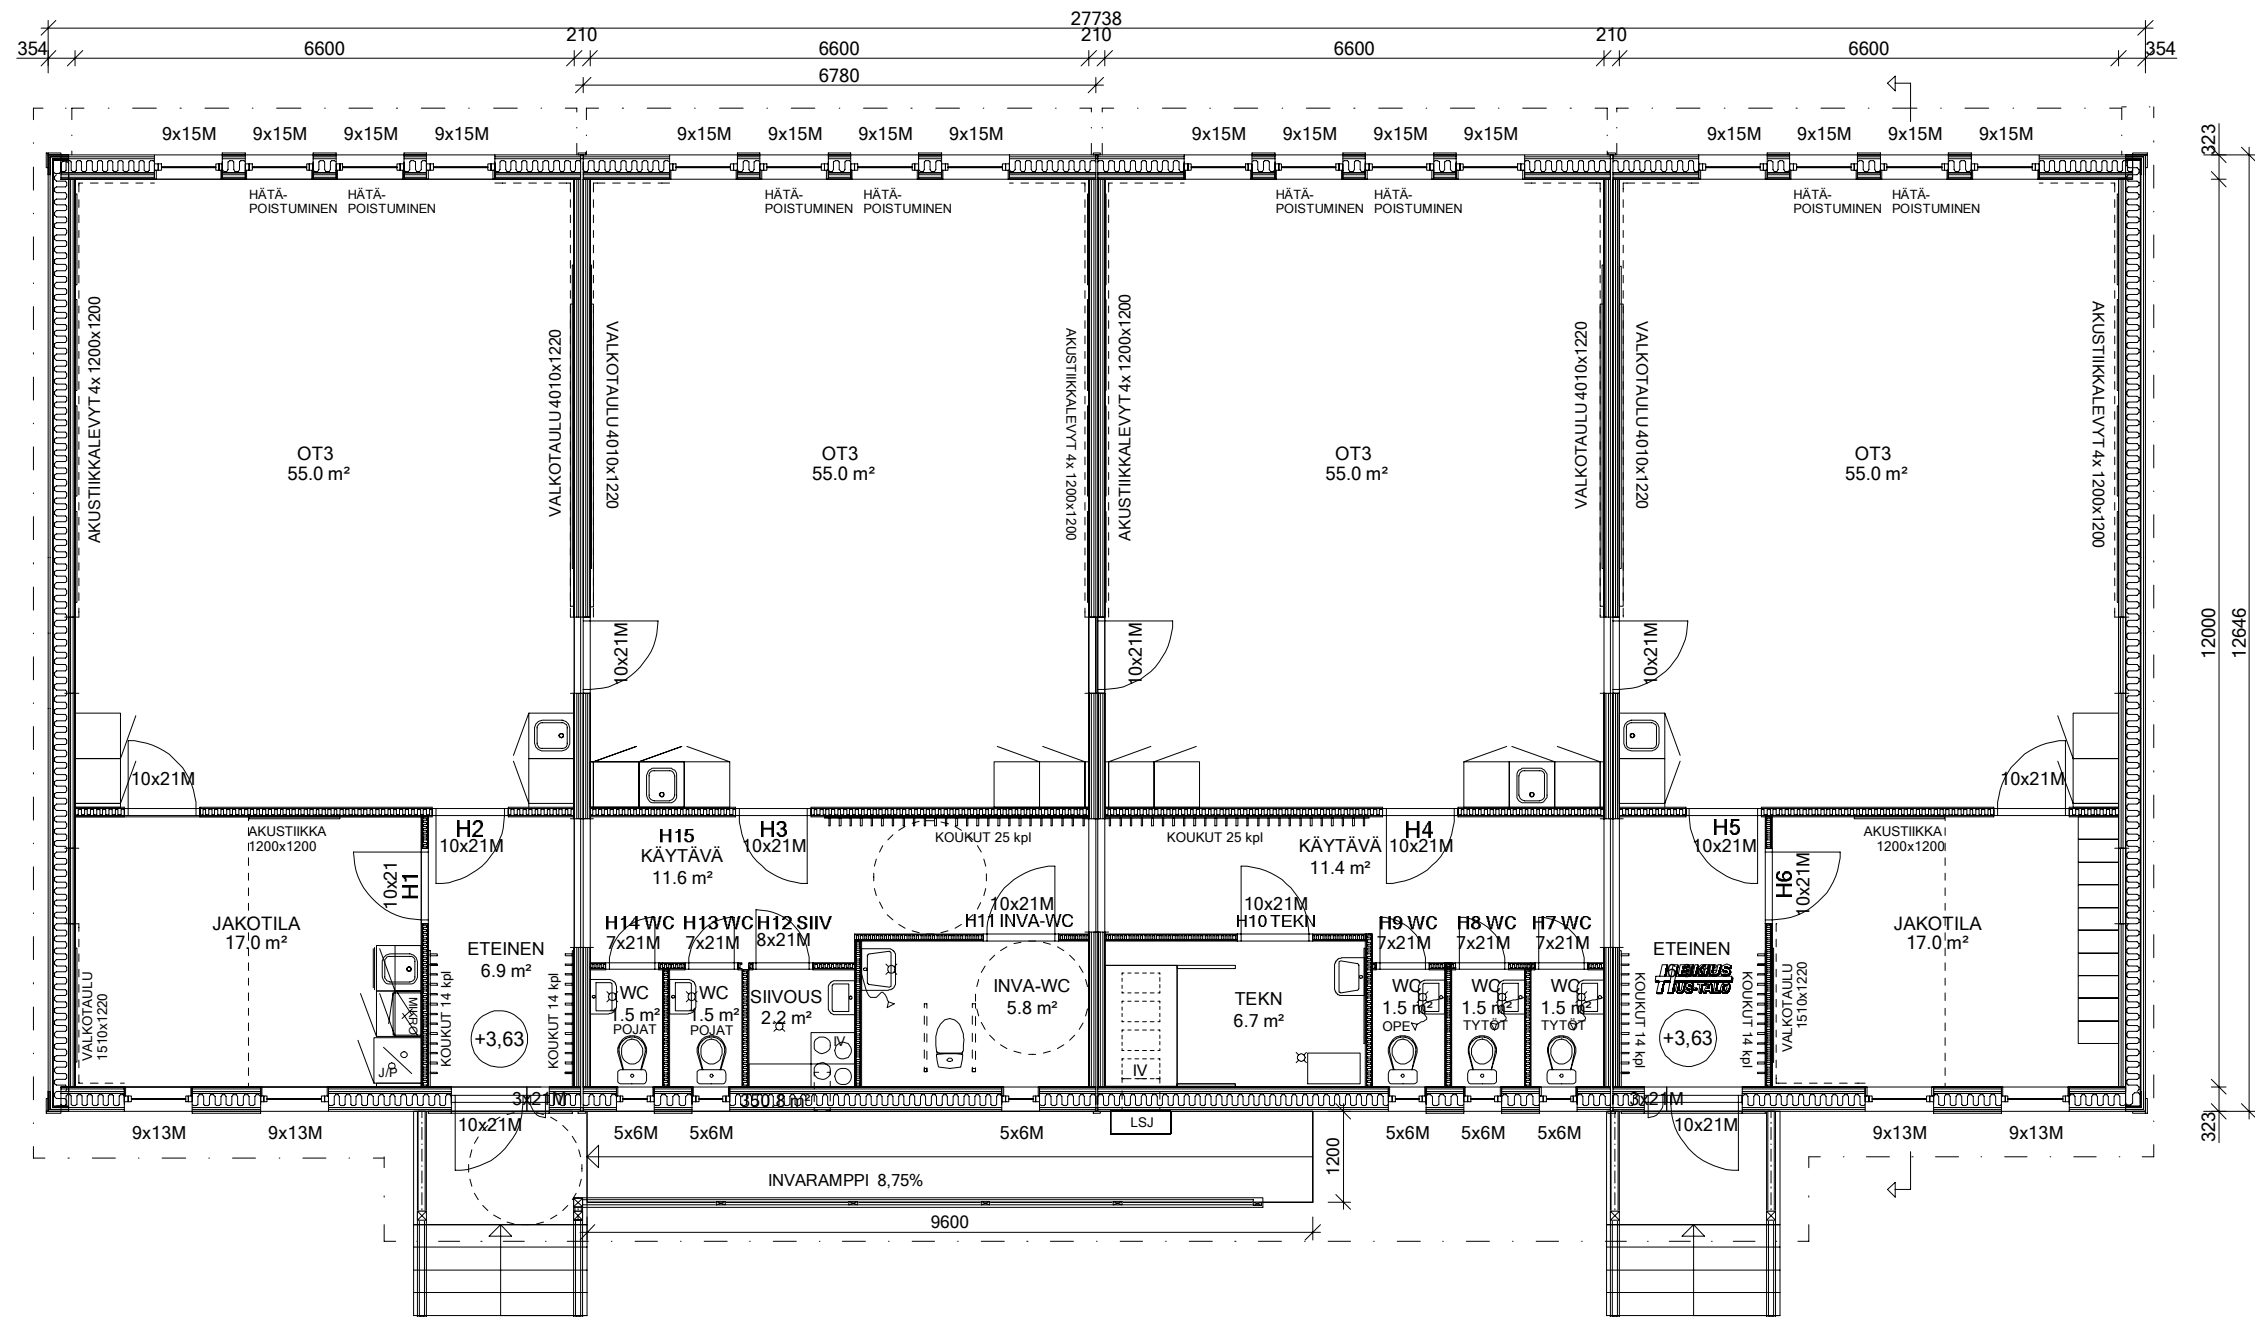 27738
354
6600
210
6600
210
6600
210
6600
354
6780
9x15M 9x15M 9x15M 9x15M
9x15M 9x15M 9x15M 9x15M
9x15M 9x15M 9x15M 9x15M
9x15M 9x15M 9x15M 9x15M
323
HÄTÄ-
POISTUMINEN
HÄTÄ-
POISTUMINEN
HÄTÄ-
POISTUMINEN
HÄTÄ-
POISTUMINEN
HÄTÄ-
POISTUMINEN
HÄTÄ-
POISTUMINEN
HÄTÄ-
POISTUMINEN
HÄTÄ-
POISTUMINEN
AKUSTIIKKALEVYT 4x 1200x1200
VALKOTAULU 4010x1220
VALKOTAULU 4010x1220
AKUSTIIKKALEVYT 4x 1200x1200
AKUSTIIKKALEVYT 4x 1200x1200
VALKOTAULU 4010x1220
VALKOTAULU 4010x1220
AKUSTIIKKALEVYT 4x 1200x1200
OT3
55.0 m²
OT3
55.0 m²
OT3
55.0 m²
OT3
55.0 m²
12000
12646
10x21M
10x21M
10x21M
10x21M
10x21M
AKUSTIIKKA
1200x1200
H2
10x21M
H15
KÄYTÄVÄ
11.6 m²
H3
10x21M
KOUKUT 25 kpl
KOUKUT 25 kpl
KÄYTÄVÄ
11.4 m²
H4
10x21M
H5
10x21M
AKUSTIIKKA
1200x1200
10x21
H1
H6
10x21M
JAKOTILA
17.0 m²
ETEINEN
6.9 m²
H14 WC
7x21M
H13 WC
7x21M
H12 SIIV
8x21M
10x21M
H11 INVA-WC
10x21M
H10 TEKN
H9 WC
7x21M
H8 WC
7x21M
H7 WC
7x21M
ETEINEN
HEIKIUS
HUS-TALO
JAKOTILA
17.0 m²
VALKOTAULU
1510x1220
MIKRO
J/P
KOUKUT 14 kpl
KOUKUT 14 kpl
+3,63
WC
1.5 m²
POJAT
WC
1.5 m²
POJAT
SIIVOUS
2.2 m²
IV
INVA-WC
5.8 m²
TEKN
6.7 m²
IV
WC
1.5 m²
OPE
WC
1.5 m²
TYTÖT
WC
1.5 m²
TYTÖT
KOUKUT 14 kpl
KOUKUT 14 kpl
+3,63
VALKOTAULU
1510x1220
3x21M
350.8 m²
3x21M
9x13M 9x13M
10x21M
5x6M 5x6M
5x6M
LSJ
5x6M 5x6M 5x6M
10x21M
9x13M 9x13M
323
1200
INVARAMPPI 8,75%
9600